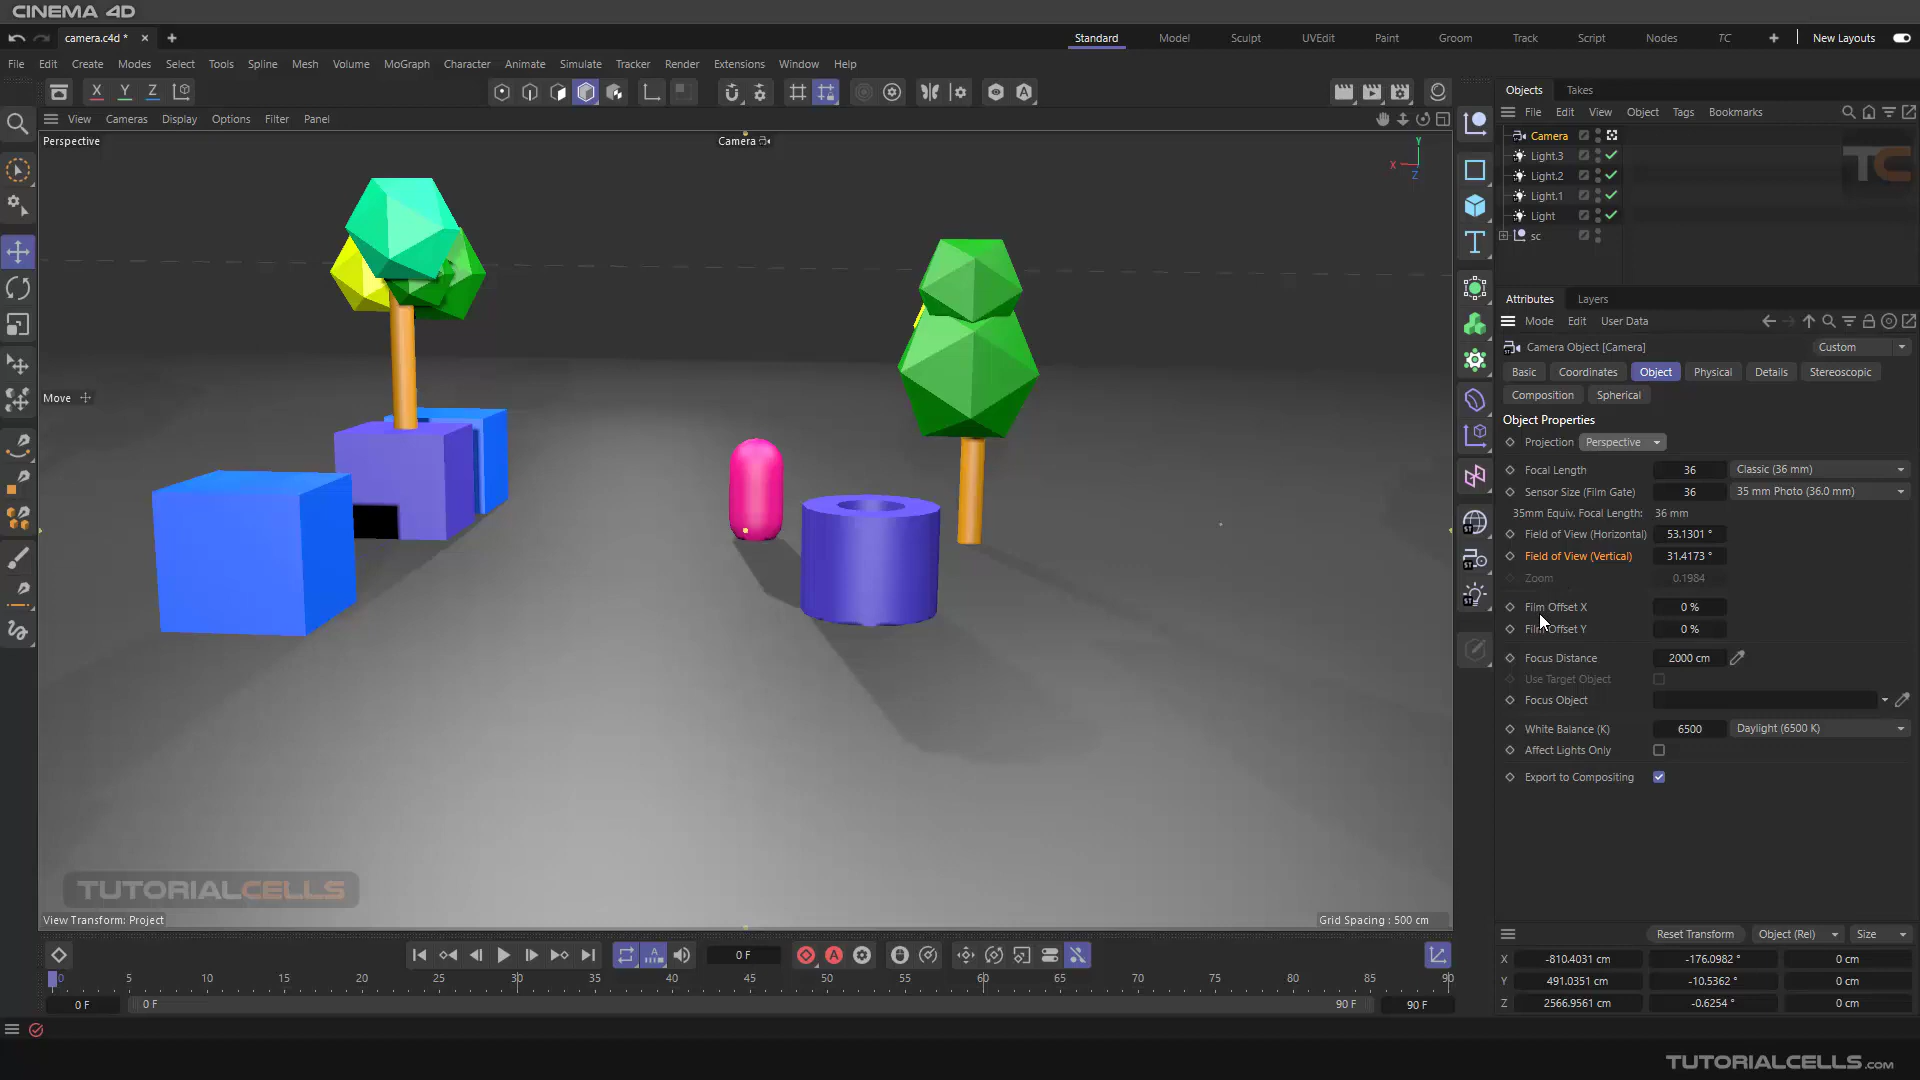 CINEMA 4D
camera.c4d *
Standard Model Sculpt UVEdit Paint Groom Track Script Nodes TC New Layouts
File Edit Create Modes Select Tools Spline Mesh Volume MoGraph Character Animate Simulate Tracker Render Extensions Window Help
X Y Z
View Cameras Display Options Filter Panel
Perspective
Camera
Y
X
Z
Move
TUTORIALCELLS
View Transform: Project
Grid Spacing : 500 cm
Objects Takes
File Edit View Object Tags Bookmarks
Camera
Light.3
Light.2
Light.1
Light
sc
TC
Attributes Layers
Mode Edit User Data
Camera Object [Camera]
Custom
Basic Coordinates Object Physical Details Stereoscopic
Composition Spherical
Object Properties
Projection Perspective
Focal Length 36 Classic (36 mm)
Sensor Size (Film Gate) 36 35 mm Photo (36.0 mm)
35mm Equiv. Focal Length: 36 mm
Field of View (Horizontal) 53.1301 °
Field of View (Vertical) 31.4173 °
Zoom 0.1984
Film Offset X 0 %
Film Offset Y 0 %
Focus Distance 2000 cm
Use Target Object
Focus Object
White Balance (K) 6500 Daylight (6500 K)
Affect Lights Only
Export to Compositing
Reset Transform Object (Rel) Size
X -810.4031 cm -176.0982 ° 0 cm
Y 491.0351 cm -10.5362 ° 0 cm
Z 2566.9561 cm -0.6254 ° 0 cm
0 F
0 5 10 15 20 25 30 35 40 45 50 55 60 65 70 75 80 85 90
0 F 0 F 90 F 90 F
TUTORIALCELLS.COM